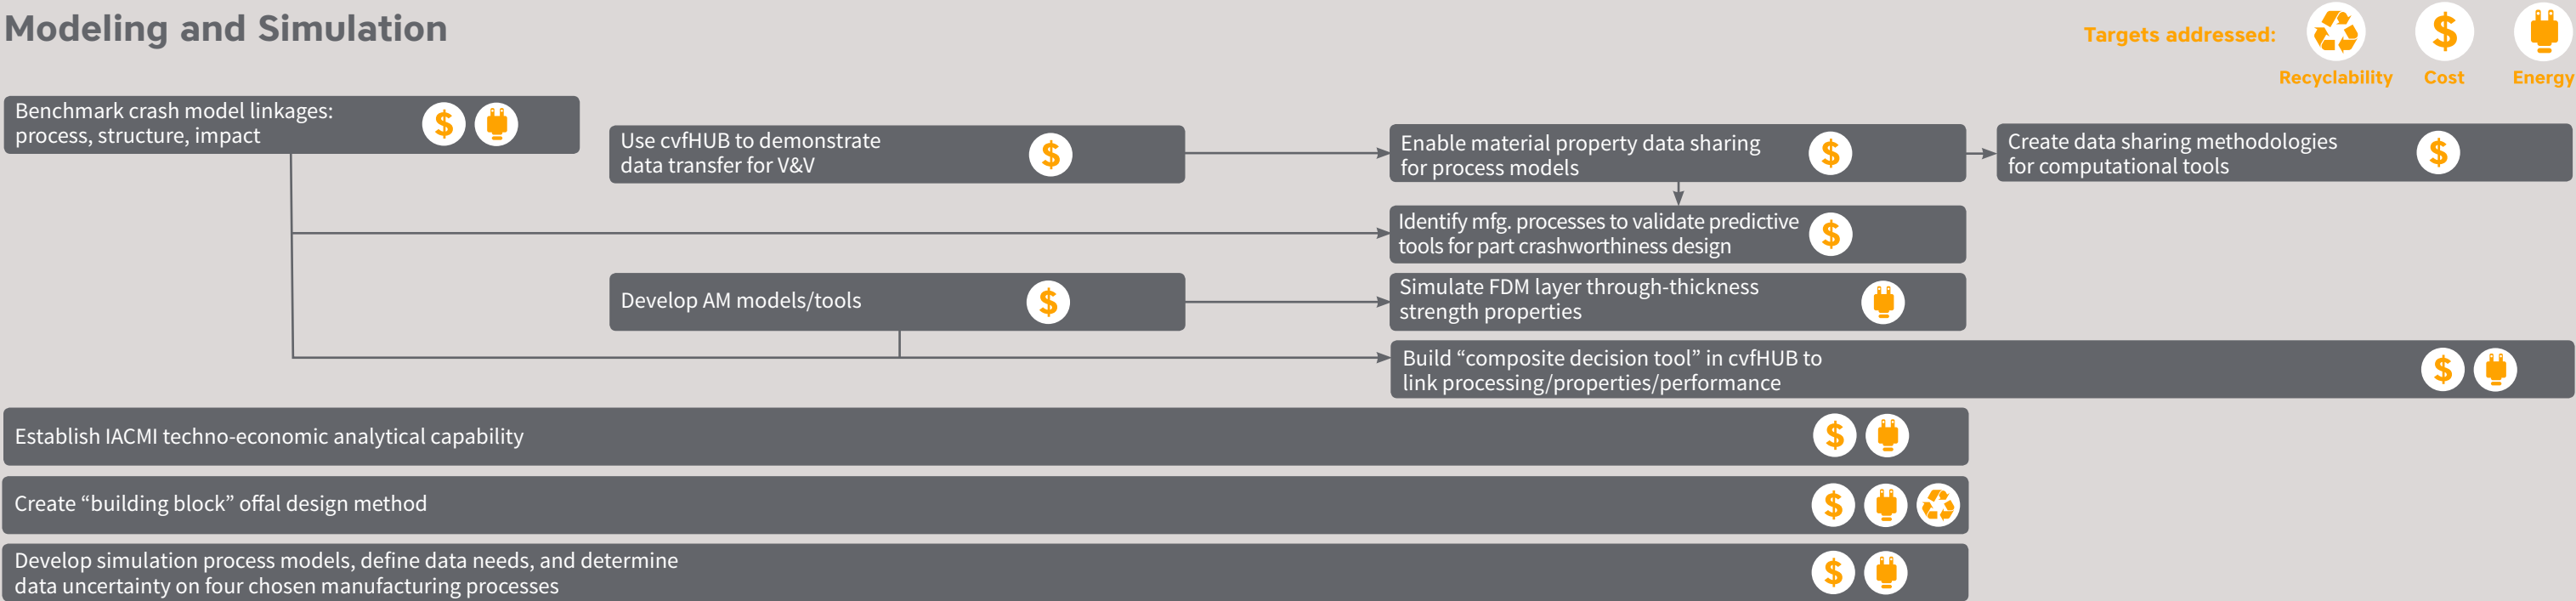 Modeling and Simulation
Targets addressed:
Recyclability
Cost
Energy
Benchmark crash model linkages:
process, structure, impact
Use cvfHUB to demonstrate
data transfer for V&V
Enable material property data sharing
for process models
Create data sharing methodologies
for computational tools
Identify mfg. processes to validate predictive
tools for part crashworthiness design
Develop AM models/tools
Simulate FDM layer through-thickness
strength properties
Build “composite decision tool” in cvfHUB to
link processing/properties/performance
Establish IACMI techno-economic analytical capability
Create “building block” offal design method
Develop simulation process models, define data needs, and determine
data uncertainty on four chosen manufacturing processes